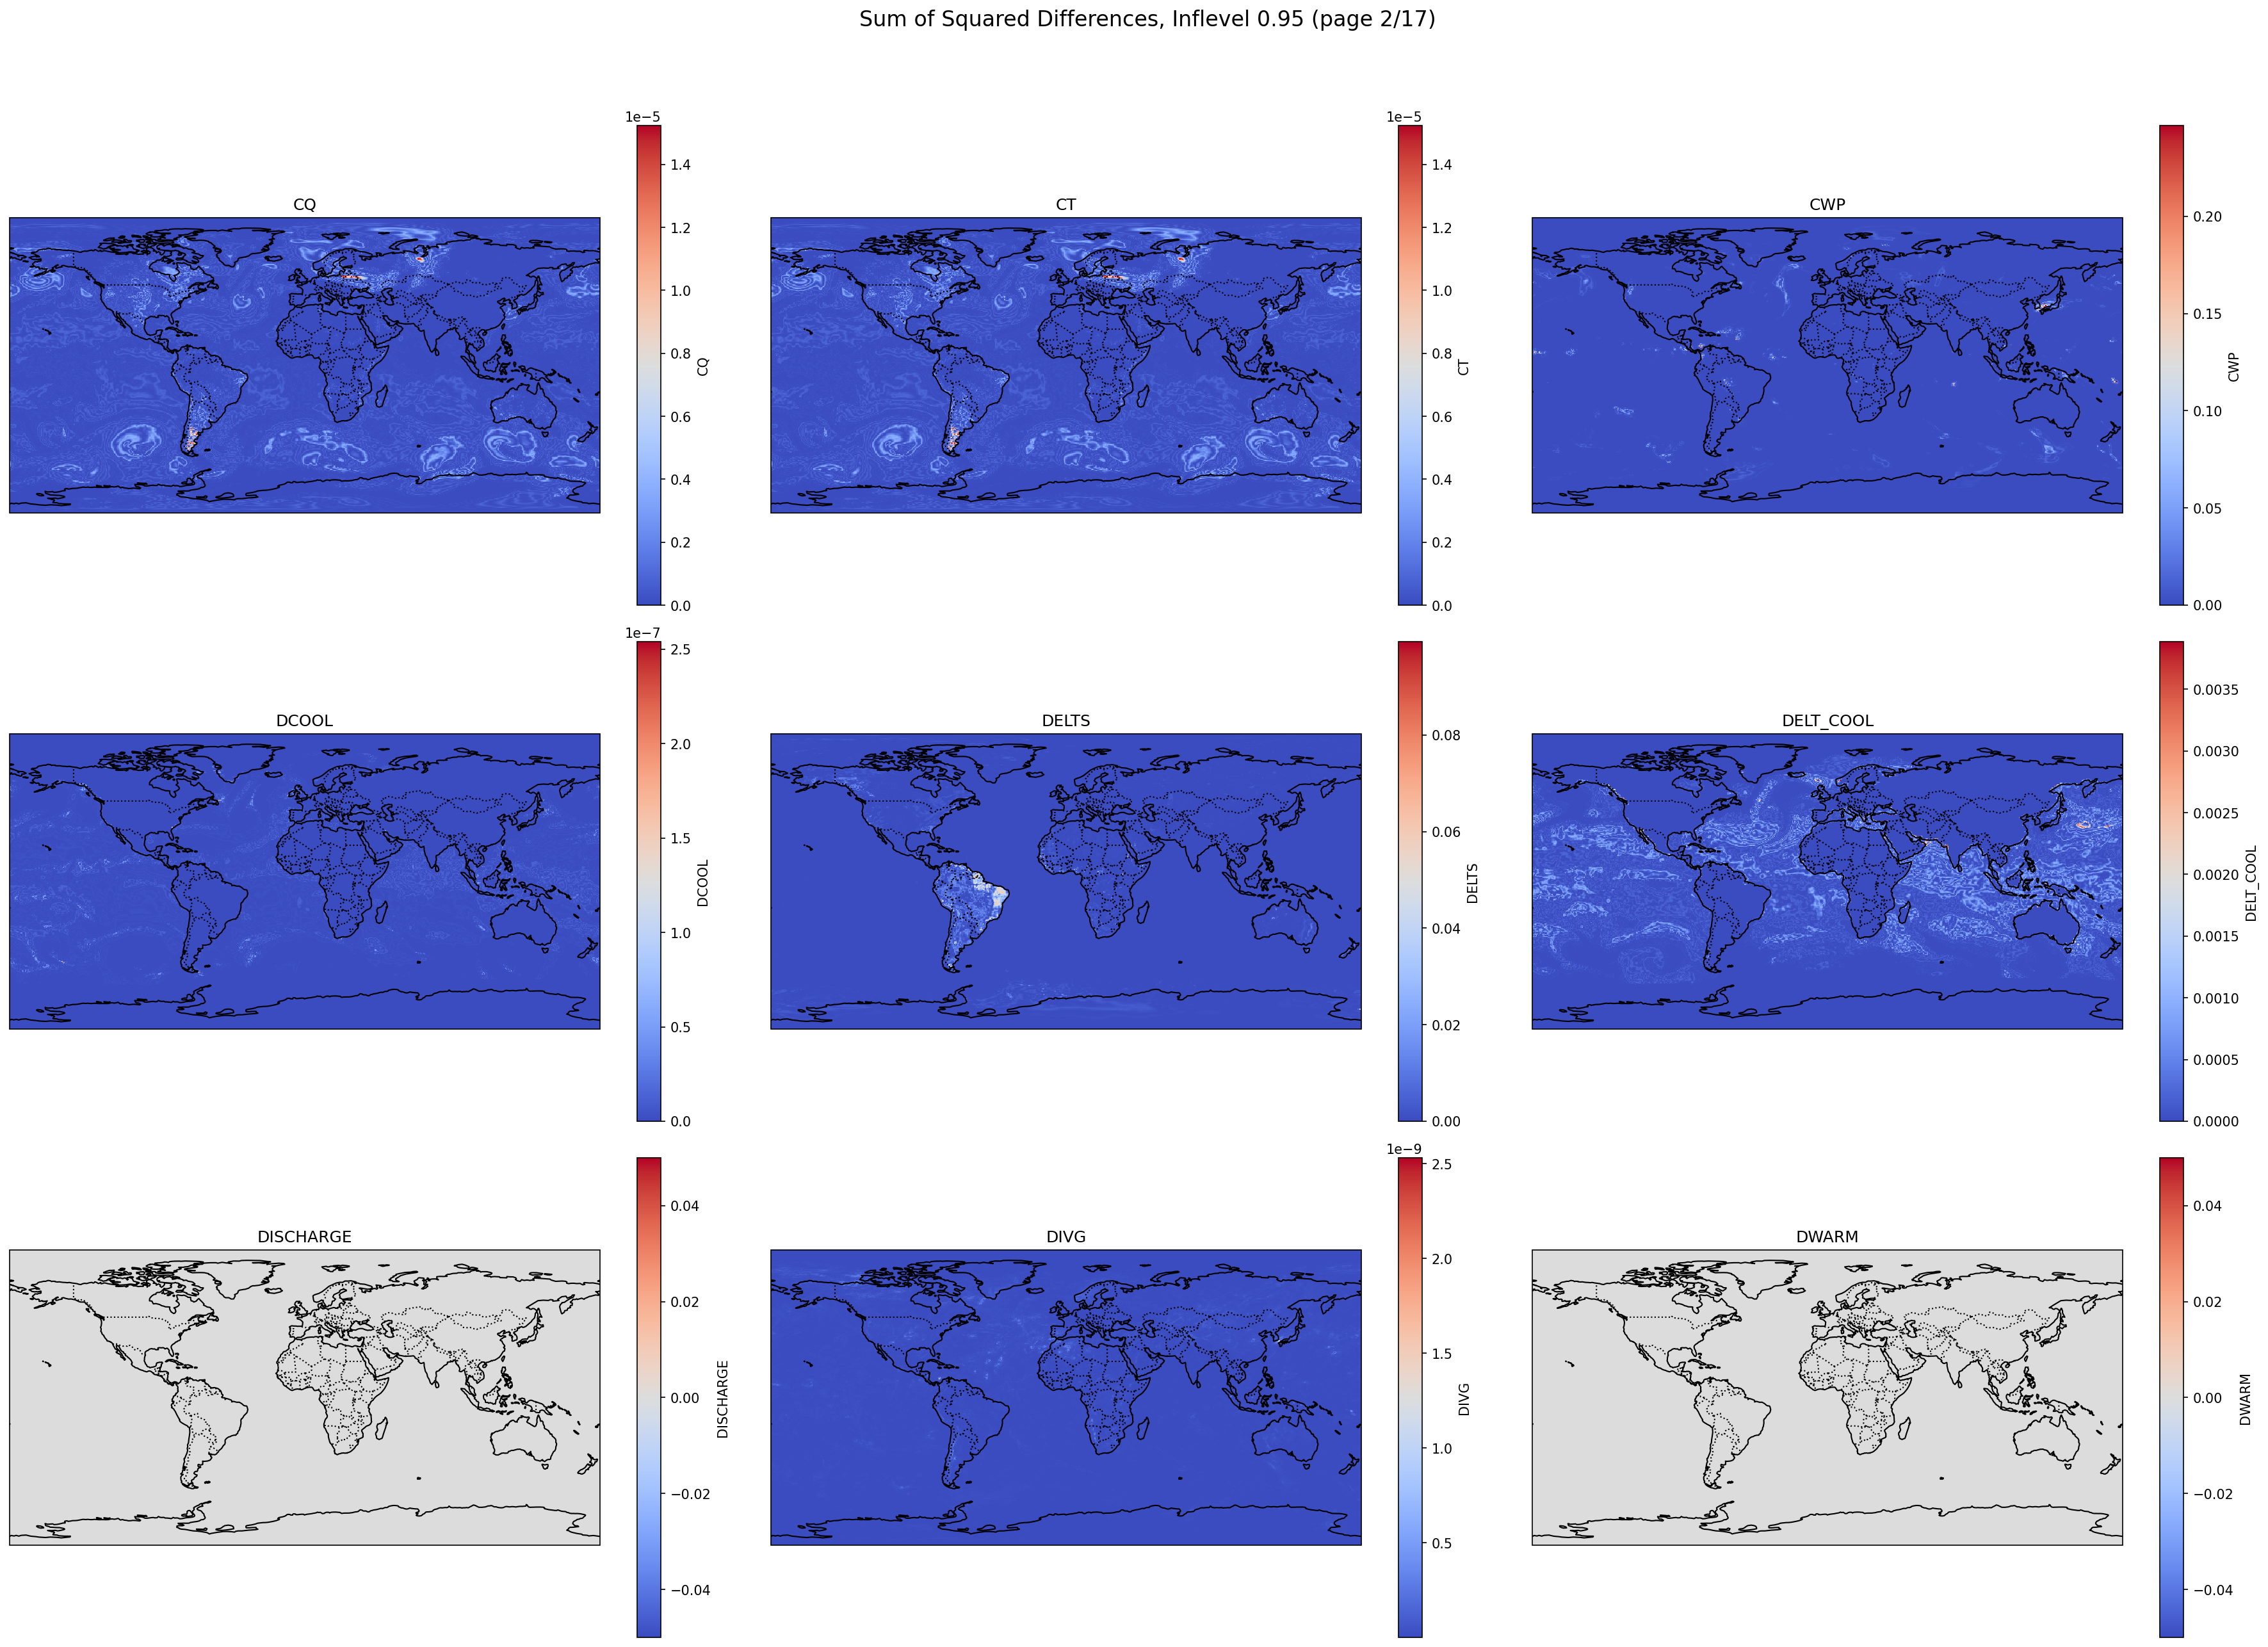 Sum of Squared Differences, Inflevel 0.95 (page 2/17)
CQ
1e−5
1.4
1.2
1.0
0.8
0.6
0.4
0.2
0.0
CQ
CT
1e−5
1.4
1.2
1.0
0.8
0.6
0.4
0.2
0.0
CT
CWP
0.20
0.15
0.10
0.05
0.00
CWP
DCOOL
1e−7
2.5
2.0
1.5
1.0
0.5
0.0
DCOOL
DELTS
0.08
0.06
0.04
0.02
0.00
DELTS
DELT_COOL
0.0035
0.0030
0.0025
0.0020
0.0015
0.0010
0.0005
0.0000
DELT_COOL
DISCHARGE
0.04
0.02
0.00
−0.02
−0.04
DISCHARGE
DIVG
1e−9
2.5
2.0
1.5
1.0
0.5
DIVG
DWARM
0.04
0.02
0.00
−0.02
−0.04
DWARM